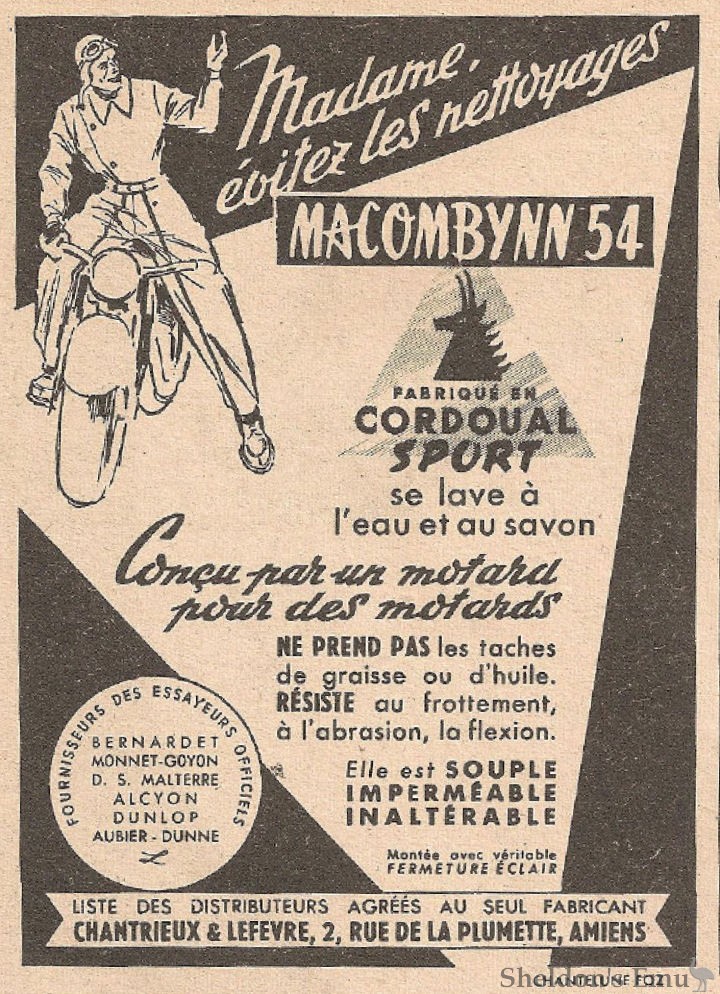 Madame,
évitez les nettoyages
MACOMBYNN 54
FABRIQUÉ EN
CORDOUAL
SPORT
se lave à
l'eau et au savon
Conçu par un motard
pour des motards
NE PREND PAS les taches
de graisse ou d'huile.
RÉSISTE au frottement,
à l'abrasion, la flexion.
Elle est SOUPLE
IMPERMÉABLE
INALTÉRABLE
Montée avec véritable
FERMETURE ÉCLAIR
FOURNISSEURS DES ESSAYEURS OFFICIELS
BERNARDET
MONNET-GOYON
D. S. MALTERRE
ALCYON
DUNLOP
AUBIER - DUNNE
LISTE DES DISTRIBUTEURS AGRÉÉS AU SEUL FABRICANT
CHANTRIEUX & LEFEVRE, 2, RUE DE LA PLUMETTE, AMIENS
Sheldon's Emu